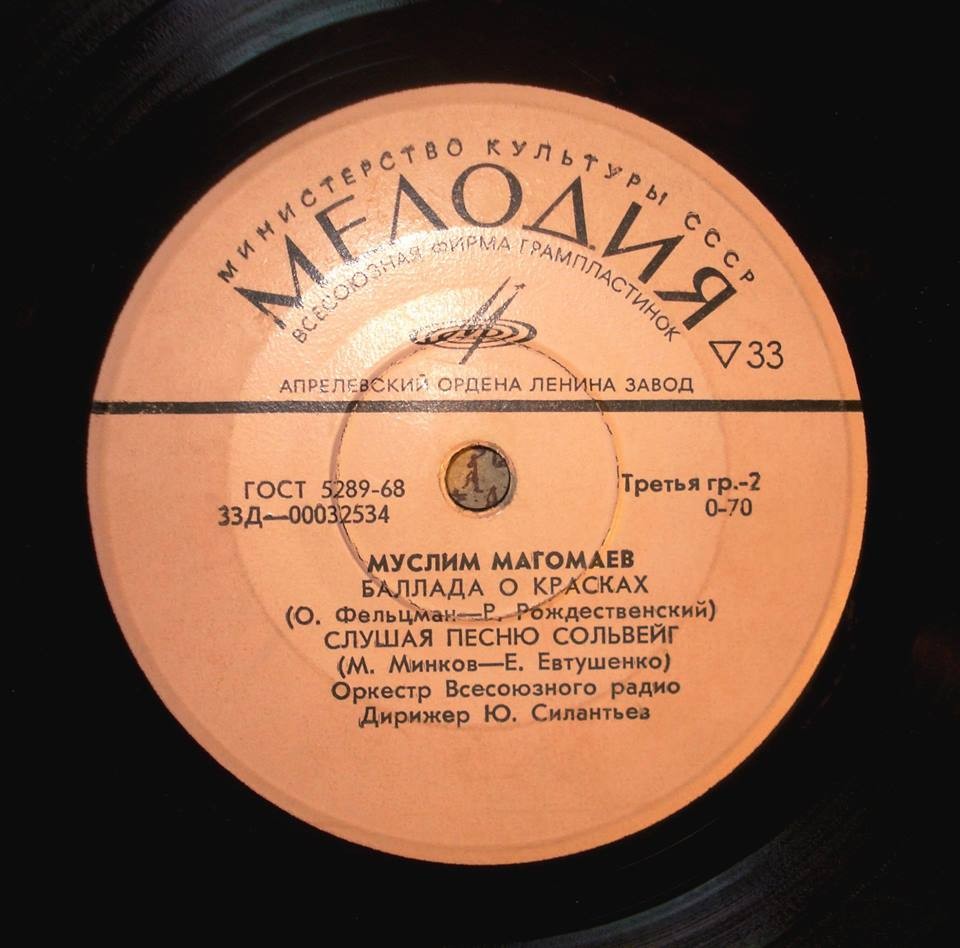 МИНИСТЕРСТВО КУЛЬТУРЫ СССР
МЕЛОДИЯ
ВСЕСОЮЗНАЯ ФИРМА ГРАМПЛАСТИНОК
▽33
АПРЕЛЕВСКИЙ ОРДЕНА ЛЕНИНА ЗАВОД
ГОСТ 5289-68
33Д—00032534
Третья гр.-2
0-70
МУСЛИМ МАГОМАЕВ
БАЛЛАДА О КРАСКАХ
(О. Фельцман—Р. Рождественский)
СЛУШАЯ ПЕСНЮ СОЛЬВЕЙГ
(М. Минков—Е. Евтушенко)
Оркестр Всесоюзного радио
Дирижер Ю. Силантьев